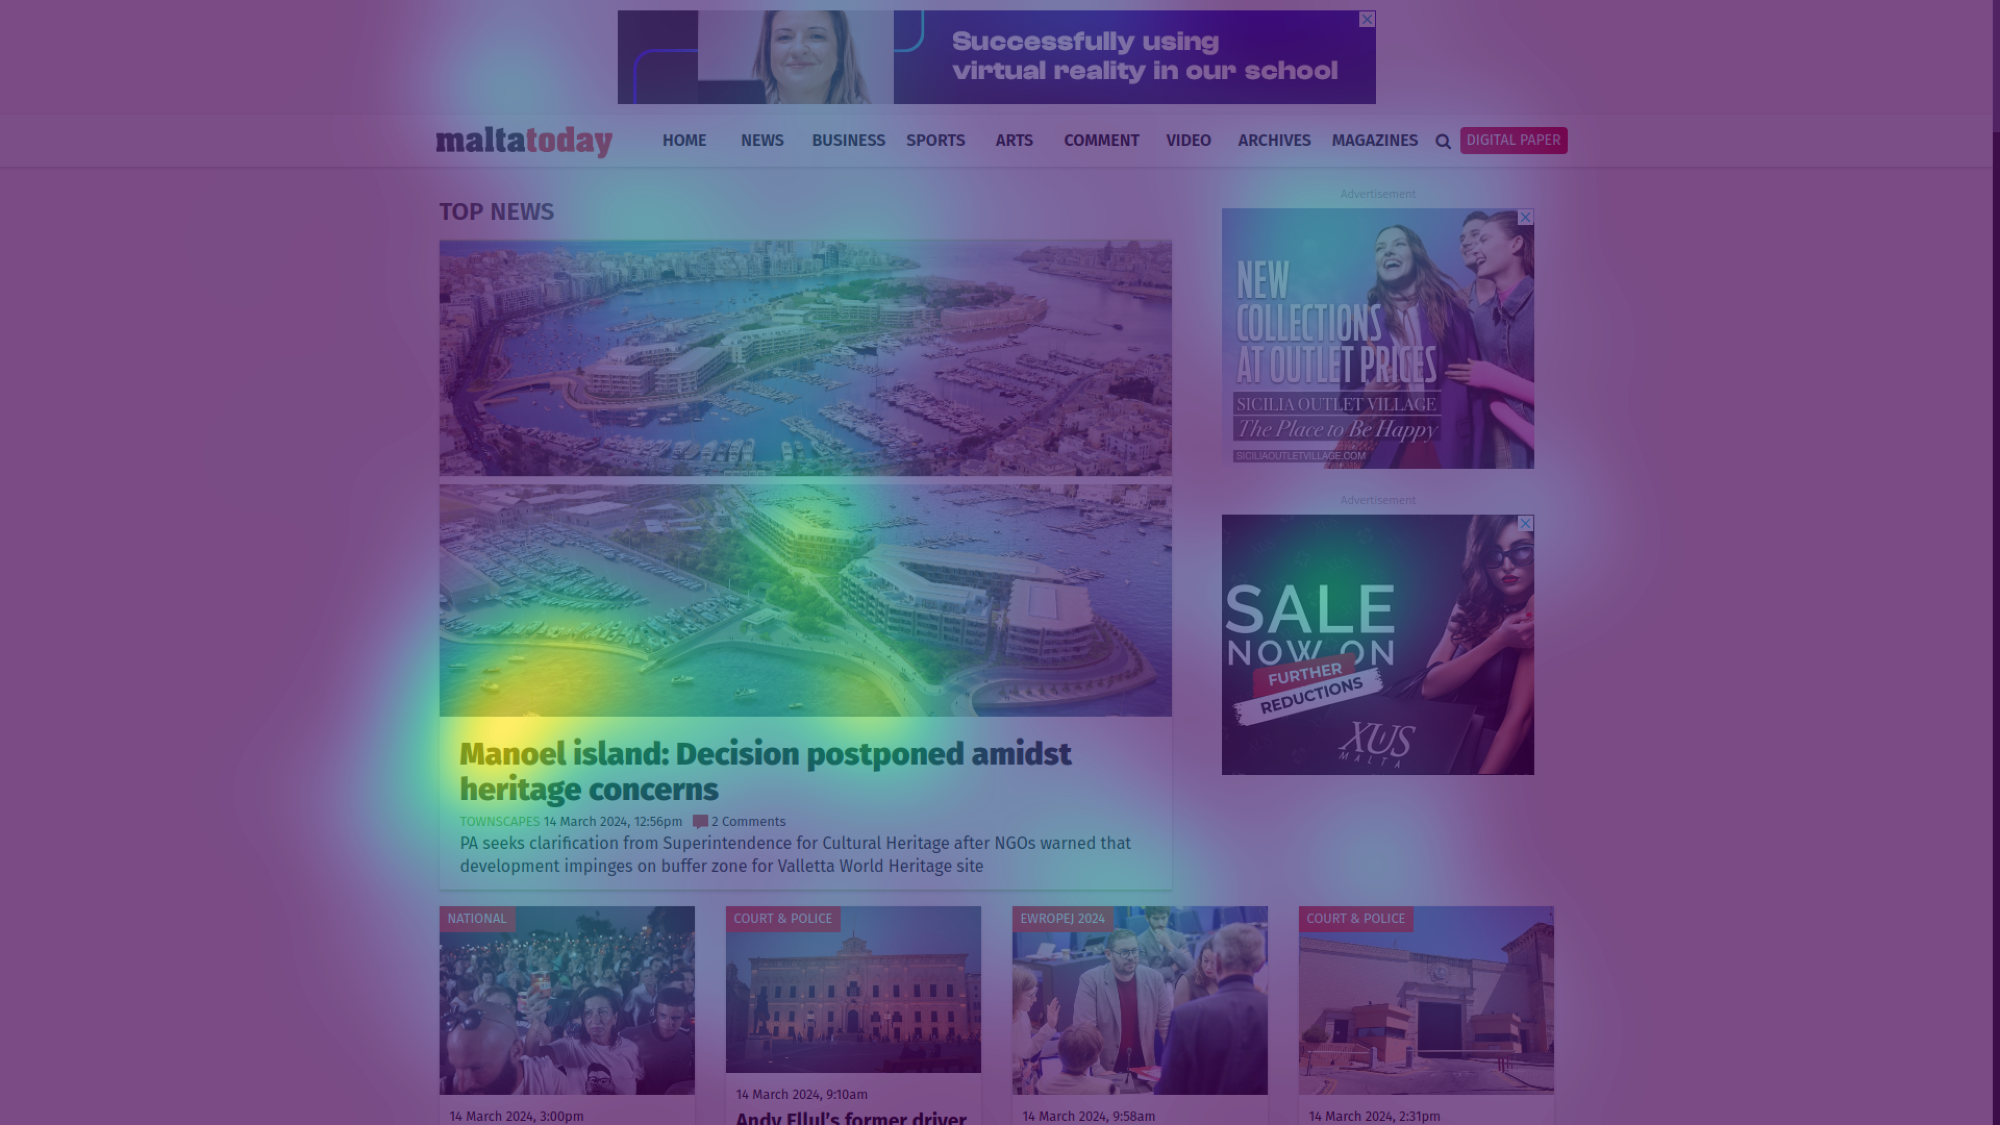 Successfully using
virtual reality in our school
maltatoday
HOME NEWS BUSINESS SPORTS ARTS COMMENT VIDEO ARCHIVES MAGAZINES DIGITAL PAPER
TOP NEWS
Manoel island: Decision postponed amidst
heritage concerns
TOWNSCAPES 14 March 2024, 12:56pm 2 Comments
PA seeks clarification from Superintendence for Cultural Heritage after NGOs warned that
development impinges on buffer zone for Valletta World Heritage site
Advertisement
NEW
COLLECTIONS
AT OUTLET PRICES
SICILIA OUTLET VILLAGE
The Place to Be Happy
SICILIAOUTLETVILLAGE.COM
Advertisement
SALE
NOW ON
FURTHER
REDUCTIONS
XUS
MALTA
NATIONAL
14 March 2024, 3:00pm
COURT & POLICE
14 March 2024, 9:10am
Andy Ellul's former driver
EWROPEJ 2024
14 March 2024, 9:58am
COURT & POLICE
14 March 2024, 2:31pm